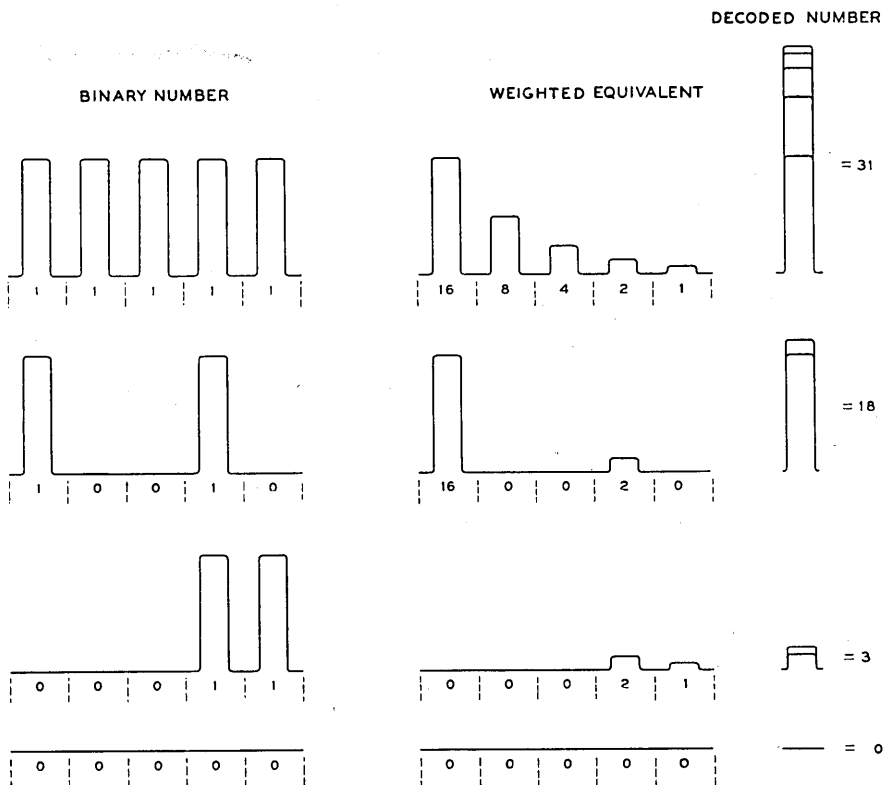 DECODED NUMBER
BINARY NUMBER
WEIGHTED EQUIVALENT
= 31
1 1 1 1 1
16 8 4 2 1
= 18
1 0 0 1 0
16 0 0 2 0
= 3
0 0 0 1 1
0 0 0 2 1
= 0
0 0 0 0 0
0 0 0 0 0